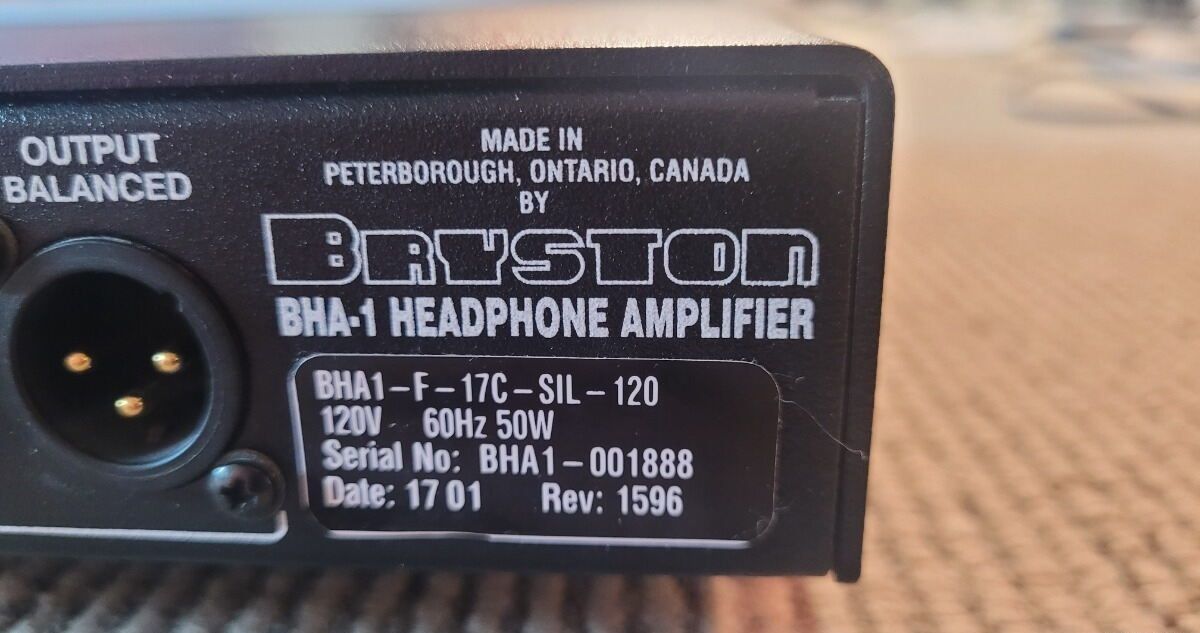 OUTPUT
BALANCED
MADE IN
PETERBOROUGH, ONTARIO, CANADA
BY
BRYSTON
BHA-1 HEADPHONE AMPLIFIER
BHA1-F-17C-SIL-120
120V 60Hz 50W
Serial No: BHA1-001888
Date: 17 01 Rev: 1596